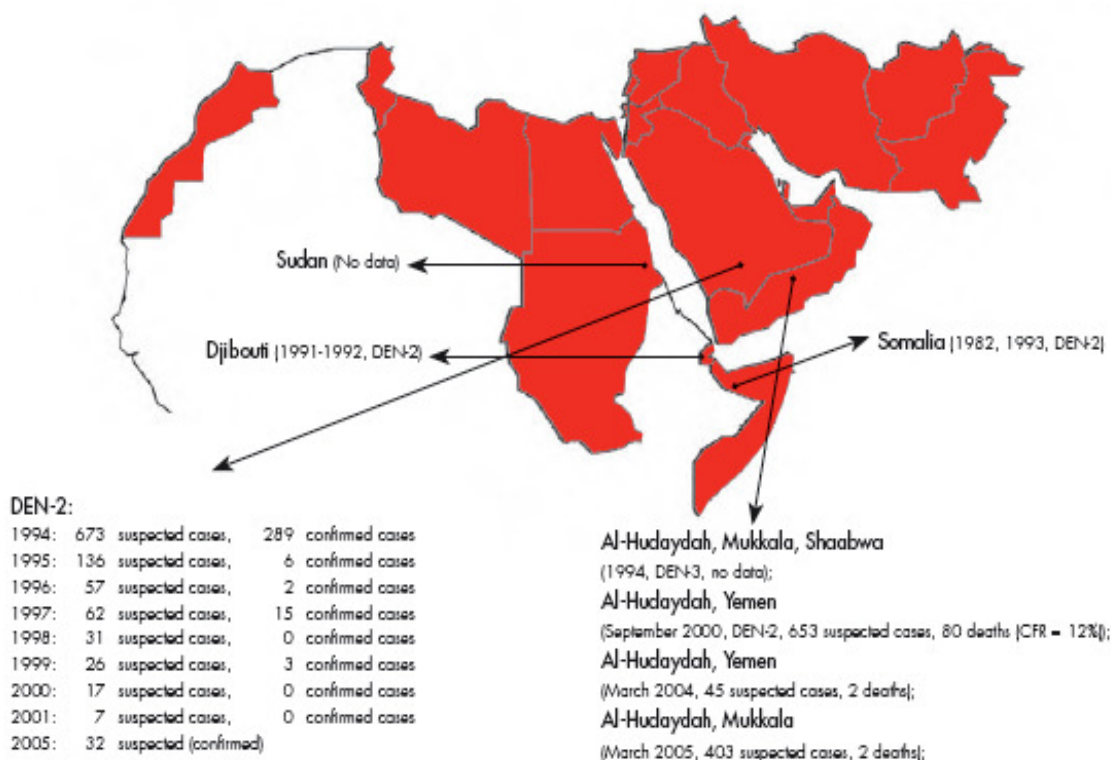 Sudan (No data)
Djibouti (1991-1992, DEN-2)
Somalia (1982, 1993, DEN-2)
DEN-2:
1994: 673 suspected cases, 289 confirmed cases
1995: 136 suspected cases, 6 confirmed cases
1996: 57 suspected cases, 2 confirmed cases
1997: 62 suspected cases, 15 confirmed cases
1998: 31 suspected cases, 0 confirmed cases
1999: 26 suspected cases, 3 confirmed cases
2000: 17 suspected cases, 0 confirmed cases
2001: 7 suspected cases, 0 confirmed cases
2005: 32 suspected (confirmed)
Al-Hudaydah, Mukkala, Shaabwa
(1994, DEN-3, no data);
Al-Hudaydah, Yemen
(September 2000, DEN-2, 653 suspected cases, 80 deaths (CFR = 12%));
Al-Hudaydah, Yemen
(March 2004, 45 suspected cases, 2 deaths);
Al-Hudaydah, Mukkala
(March 2005, 403 suspected cases, 2 deaths);